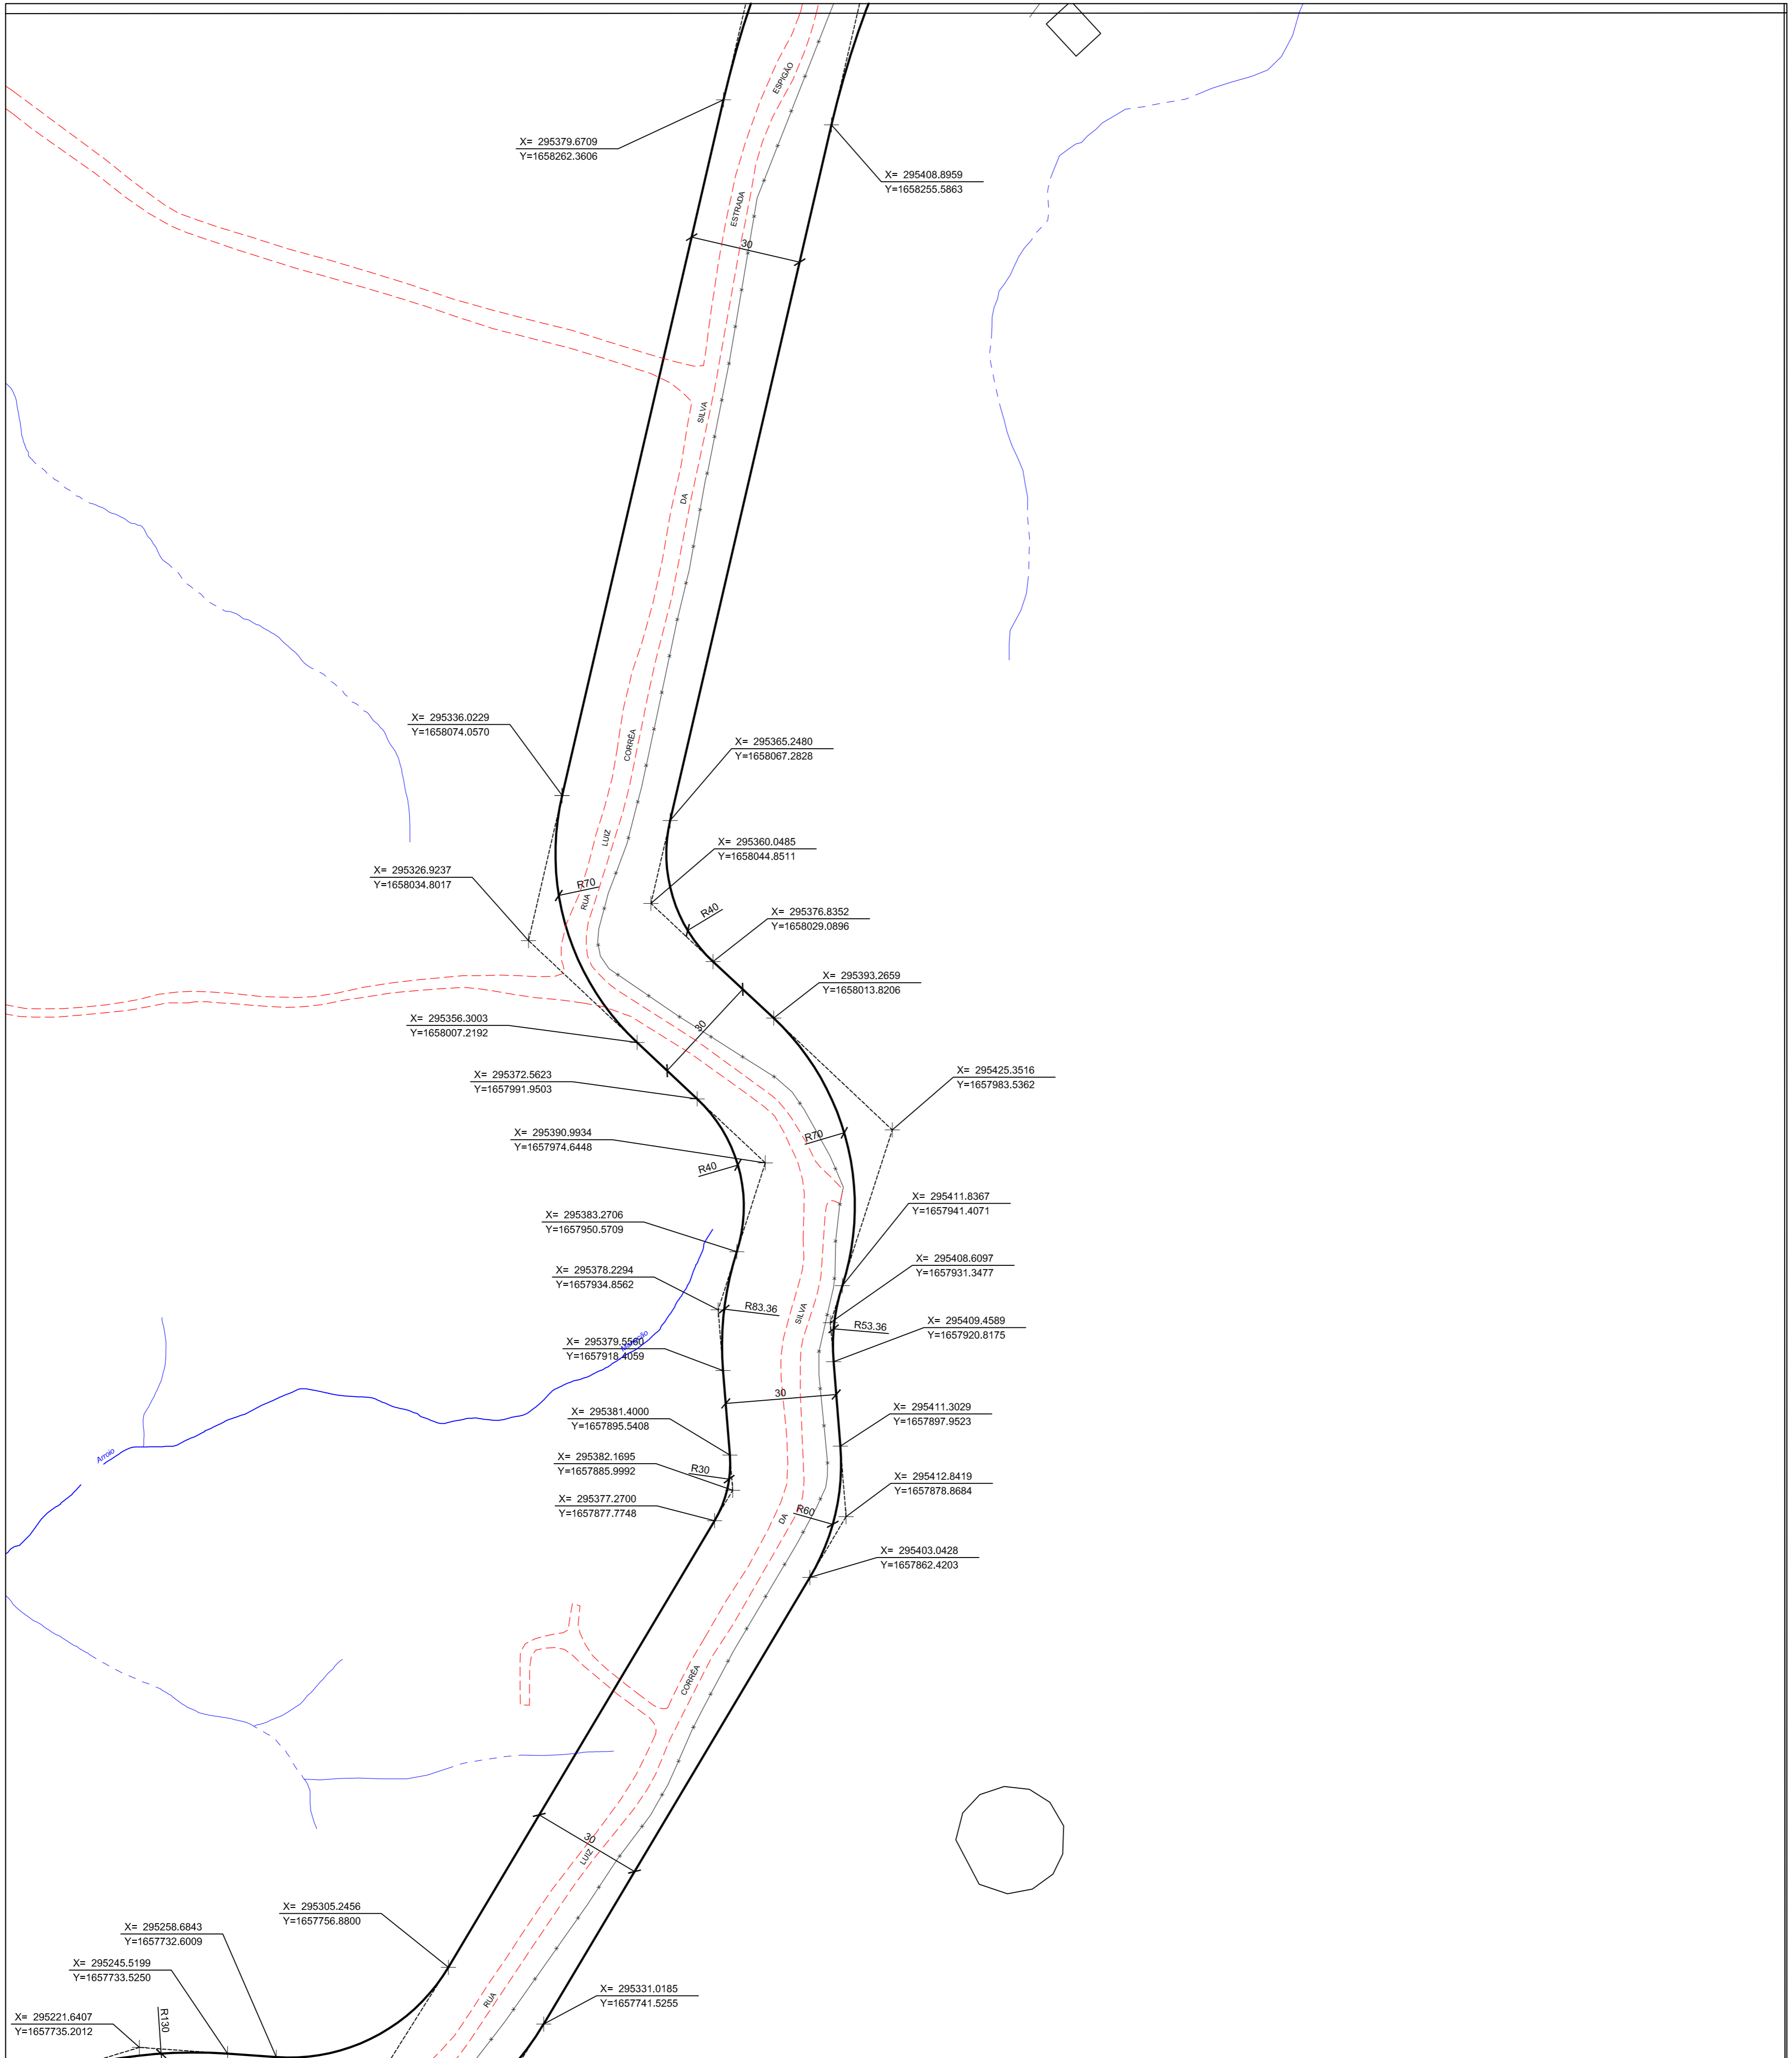 ESPIGÃO
X= 295379.6709
Y=1658262.3606
X= 295408.8959
Y=1658255.5863
ESTRADA
30
SILVA
DA
X= 295336.0229
Y=1658074.0570
CORRÊA
X= 295365.2480
Y=1658067.2828
LUIZ
X= 295360.0485
Y=1658044.8511
X= 295326.9237
Y=1658034.8017
R70
RUA
R40
X= 295376.8352
Y=1658029.0896
X= 295393.2659
Y=1658013.8206
X= 295356.3003
Y=1658007.2192
30
X= 295372.5623
Y=1657991.9503
X= 295425.3516
Y=1657983.5362
X= 295390.9934
Y=1657974.6448
R70
R40
X= 295411.8367
Y=1657941.4071
X= 295383.2706
Y=1657950.5709
X= 295408.6097
Y=1657931.3477
X= 295378.2294
Y=1657934.8562
R83.36
SILVA
R53.36
X= 295409.4589
Y=1657920.8175
X= 295379.5560
Y=1657918.4059
30
X= 295381.4000
Y=1657895.5408
X= 295411.3029
Y=1657897.9523
Arroio
X= 295382.1695
Y=1657885.9992
R30
X= 295412.8419
Y=1657878.8684
X= 295377.2700
Y=1657877.7748
R60
DA
X= 295403.0428
Y=1657862.4203
CORRÊA
30
LUIZ
X= 295305.2456
Y=1657756.8800
X= 295258.6843
Y=1657732.6009
X= 295245.5199
Y=1657733.5250
X= 295331.0185
Y=1657741.5255
RUA
X= 295221.6407
Y=1657735.2012
R130